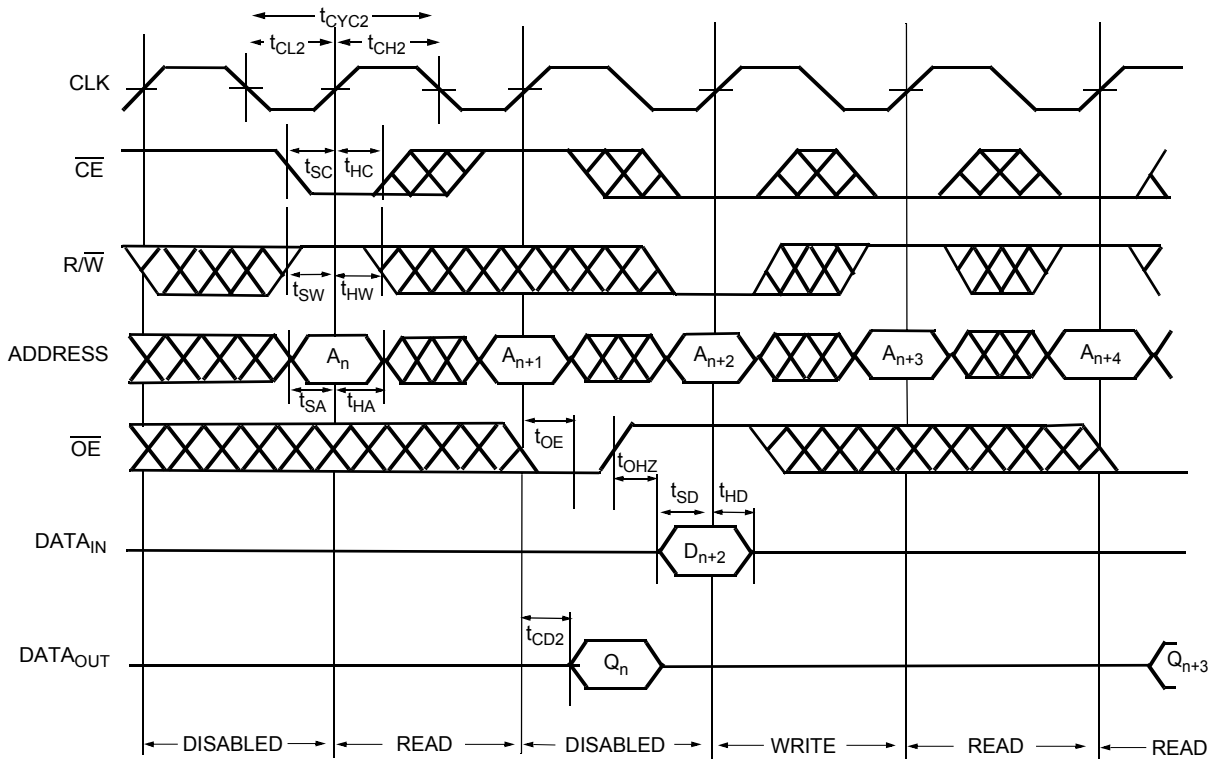 tCYC2
tCL2 tCH2
CLK
CE
tSC tHC
R/W
tSW tHW
ADDRESS An An+1 An+2 An+3 An+4
tSA tHA
OE
tOE
tOHZ
tSD tHD
DATAIN Dn+2
tCD2
DATAOUT Qn Qn+3
DISABLED READ DISABLED WRITE READ READ